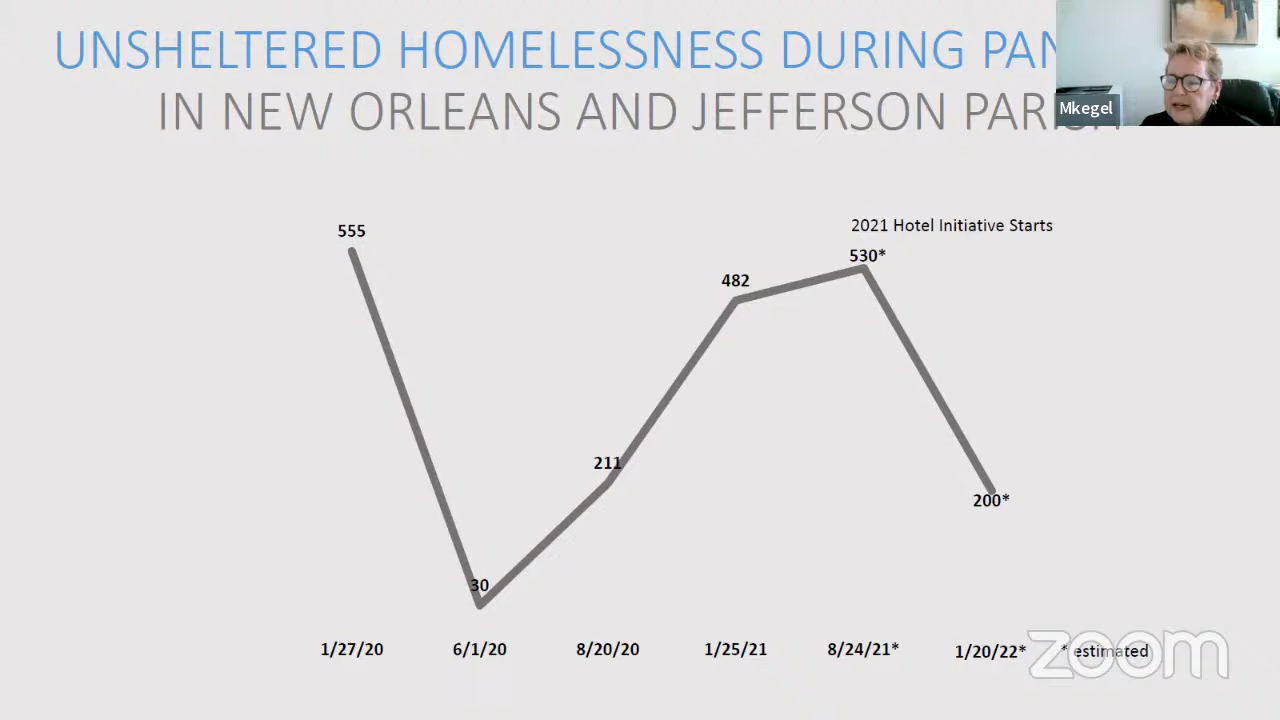 UNSHELTERED HOMELESSNESS DURING
IN NEW ORLEANS AND JEFFERSON
Mkegel
2021 Hotel Initiative Starts
555
530*
482
211
30
200*
1/27/20 6/1/20 8/20/20 1/25/21 8/24/21* 1/20/22* * estimated
zoom